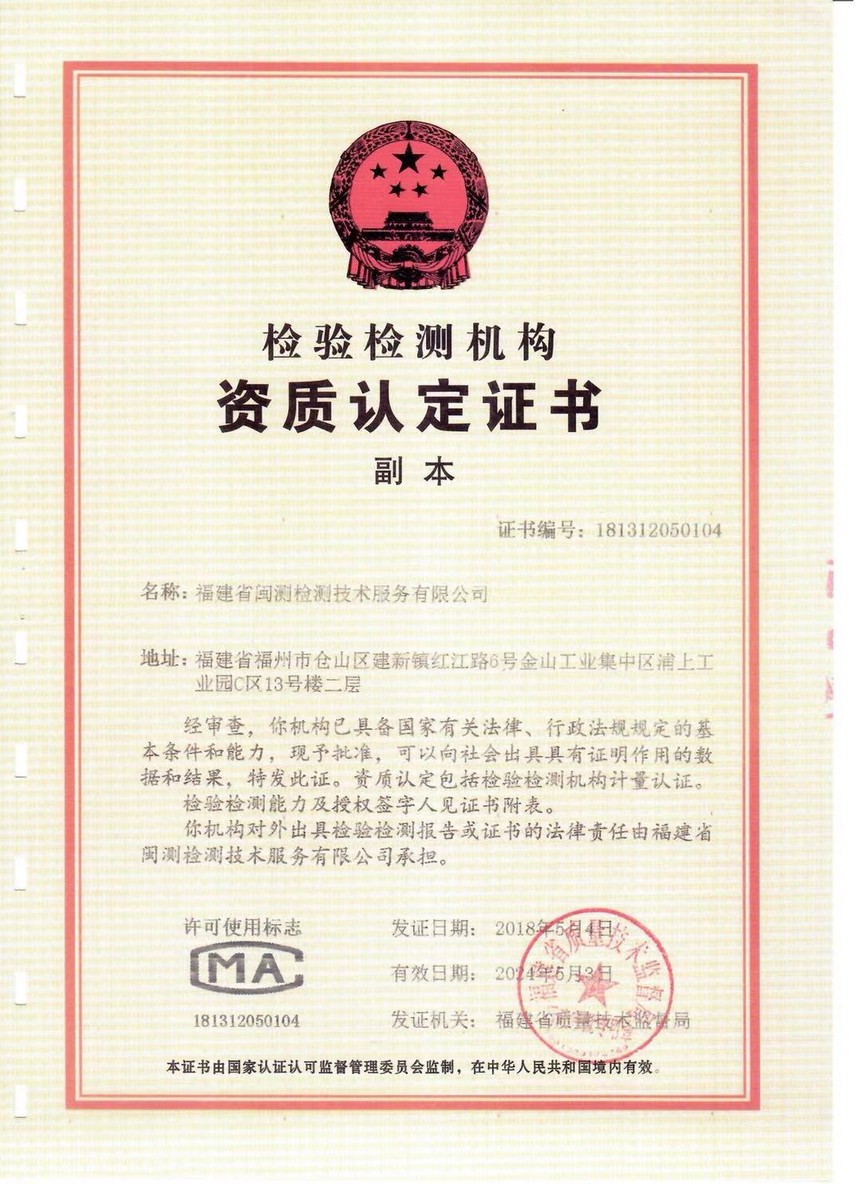 检验检测机构
资质认定证书
副本
证书编号：181312050104
名称：福建省闽测检测技术服务有限公司
地址：福建省福州市仓山区建新镇红江路6号金山工业集中区浦上工
业园C区13号楼二层
经审查，你机构已具备国家有关法律、行政法规规定的基
本条件和能力，现予批准，可以向社会出具具有证明作用的数
据和结果，特发此证。资质认定包括检验检测机构计量认证。
检验检测能力及授权签字人见证书附表。
你机构对外出具检验检测报告或证书的法律责任由福建省
闽测检测技术服务有限公司承担。
许可使用标志
MA
181312050104
发证日期：2018年5月4日
有效日期：2024年5月3日
发证机关：福建省质量技术监督局
福建省质量技术监督局
本证书由国家认证认可监督管理委员会监制，在中华人民共和国境内有效。